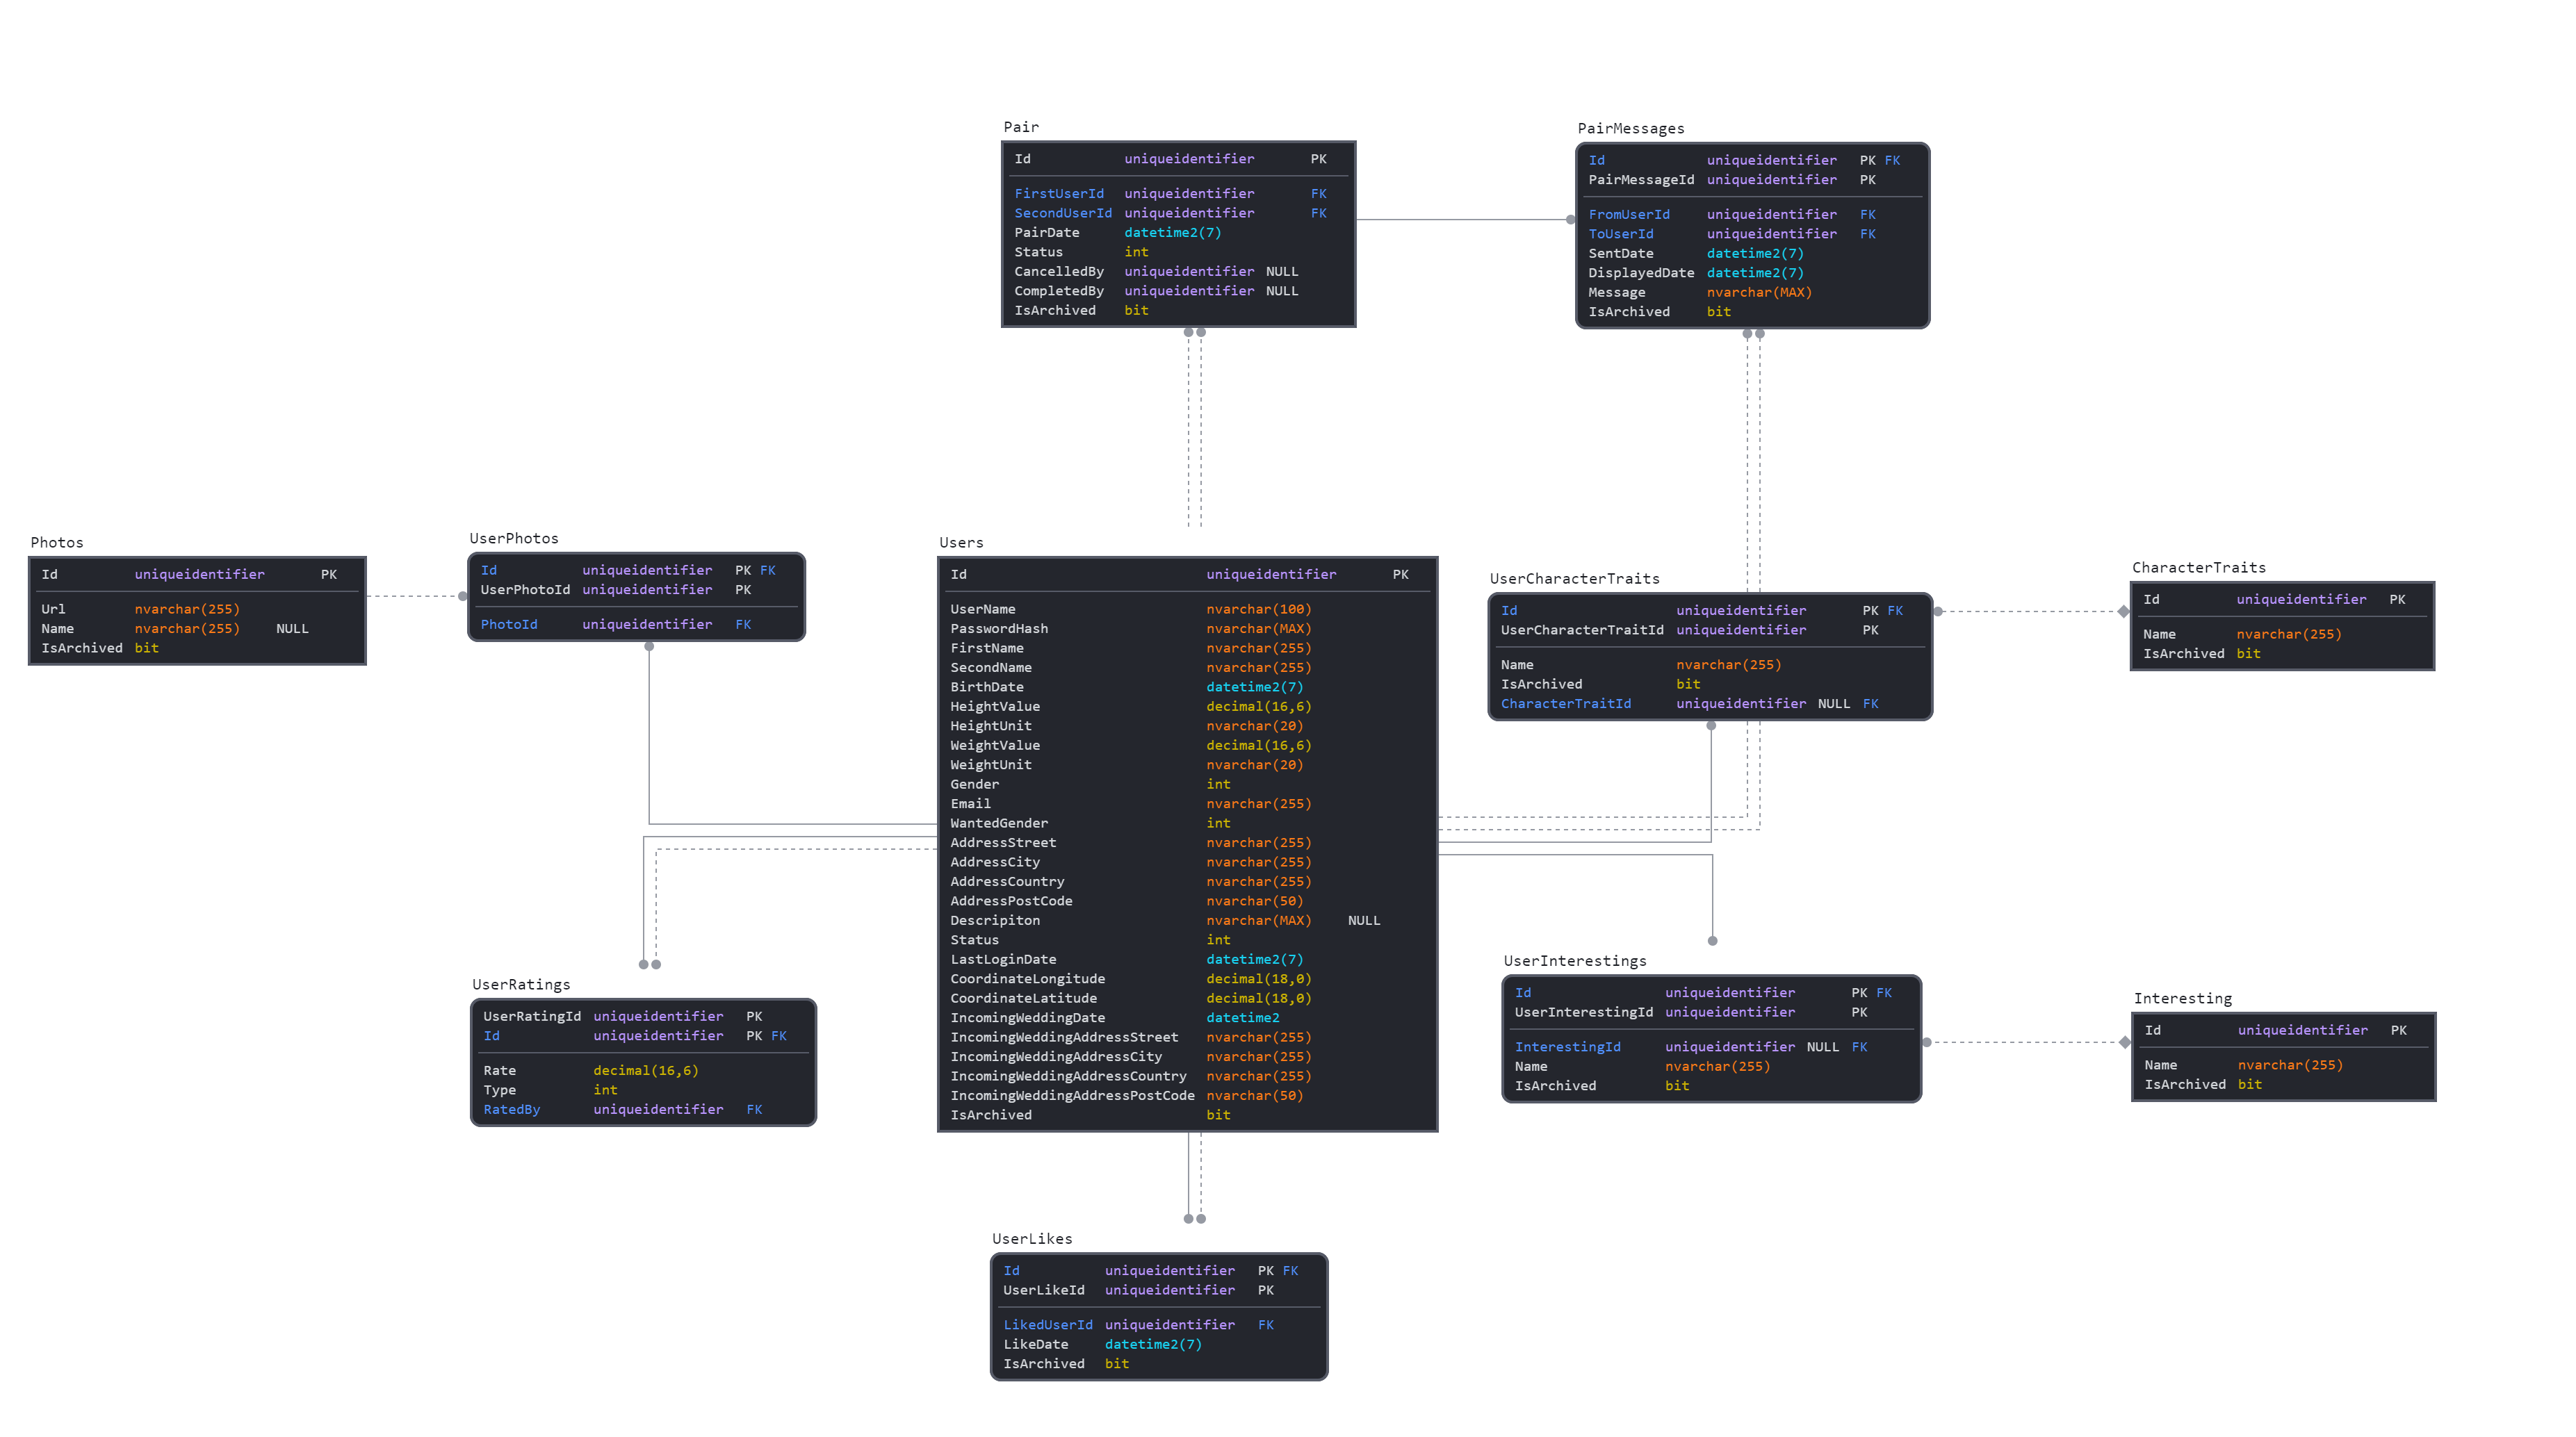 Pair
Id uniqueidentifier PK
FirstUserId uniqueidentifier FK
SecondUserId uniqueidentifier FK
PairDate datetime2(7)
Status int
CancelledBy uniqueidentifier NULL
CompletedBy uniqueidentifier NULL
IsArchived bit
PairMessages
Id uniqueidentifier PK FK
PairMessageId uniqueidentifier PK
FromUserId uniqueidentifier FK
ToUserId uniqueidentifier FK
SentDate datetime2(7)
DisplayedDate datetime2(7)
Message nvarchar(MAX)
IsArchived bit
Photos
Id uniqueidentifier PK
Url nvarchar(255)
Name nvarchar(255) NULL
IsArchived bit
UserPhotos
Id uniqueidentifier PK FK
UserPhotoId uniqueidentifier PK
PhotoId uniqueidentifier FK
Users
Id uniqueidentifier PK
UserName nvarchar(100)
PasswordHash nvarchar(MAX)
FirstName nvarchar(255)
SecondName nvarchar(255)
BirthDate datetime2(7)
HeightValue decimal(16,6)
HeightUnit nvarchar(20)
WeightValue decimal(16,6)
WeightUnit nvarchar(20)
Gender int
Email nvarchar(255)
WantedGender int
AddressStreet nvarchar(255)
AddressCity nvarchar(255)
AddressCountry nvarchar(255)
AddressPostCode nvarchar(50)
Descripiton nvarchar(MAX) NULL
Status int
LastLoginDate datetime2(7)
CoordinateLongitude decimal(18,0)
CoordinateLatitude decimal(18,0)
IncomingWeddingDate datetime2
IncomingWeddingAddressStreet nvarchar(255)
IncomingWeddingAddressCity nvarchar(255)
IncomingWeddingAddressCountry nvarchar(255)
IncomingWeddingAddressPostCode nvarchar(50)
IsArchived bit
UserCharacterTraits
Id uniqueidentifier PK FK
UserCharacterTraitId uniqueidentifier PK
Name nvarchar(255)
IsArchived bit
CharacterTraitId uniqueidentifier NULL FK
CharacterTraits
Id uniqueidentifier PK
Name nvarchar(255)
IsArchived bit
UserRatings
UserRatingId uniqueidentifier PK
Id uniqueidentifier PK FK
Rate decimal(16,6)
Type int
RatedBy uniqueidentifier FK
UserInterestings
Id uniqueidentifier PK FK
UserInterestingId uniqueidentifier PK
InterestingId uniqueidentifier NULL FK
Name nvarchar(255)
IsArchived bit
Interesting
Id uniqueidentifier PK
Name nvarchar(255)
IsArchived bit
UserLikes
Id uniqueidentifier PK FK
UserLikeId uniqueidentifier PK
LikedUserId uniqueidentifier FK
LikeDate datetime2(7)
IsArchived bit